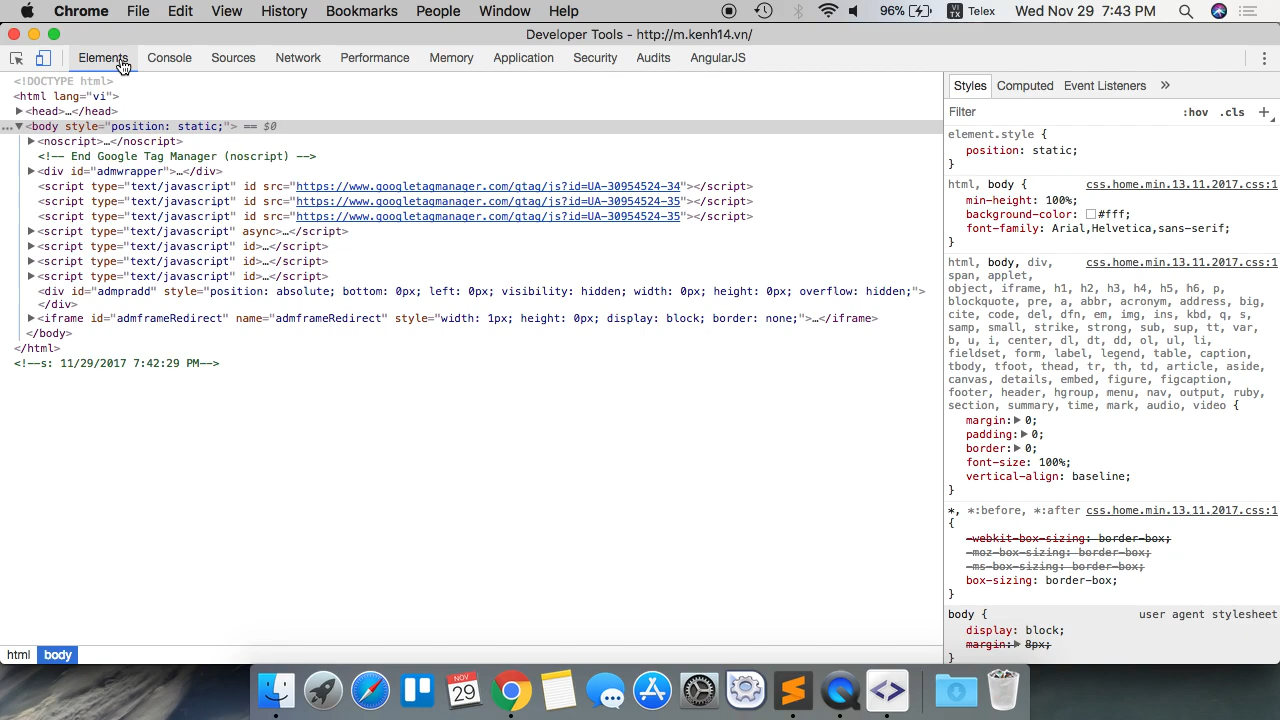 Chrome File Edit View History Bookmarks People Window Help 96% VI TX Telex Wed Nov 29 7:43 PM
Developer Tools - http://m.kenh14.vn/
Elements Console Sources Network Performance Memory Application Security Audits AngularJS
<!DOCTYPE html>
<html lang="vi">
<head>…</head>
<body style="position: static;"> == $0
<noscript>…</noscript>
<!-- End Google Tag Manager (noscript) -->
<div id="admwrapper">…</div>
<script type="text/javascript" id src="https://www.googletagmanager.com/gtag/js?id=UA-30954524-34"></script>
<script type="text/javascript" id src="https://www.googletagmanager.com/gtag/js?id=UA-30954524-35"></script>
<script type="text/javascript" id src="https://www.googletagmanager.com/gtag/js?id=UA-30954524-35"></script>
<script type="text/javascript" async>…</script>
<script type="text/javascript" id>…</script>
<script type="text/javascript" id>…</script>
<script type="text/javascript" id>…</script>
<div id="admpradd" style="position: absolute; bottom: 0px; left: 0px; visibility: hidden; width: 0px; height: 0px; overflow: hidden;">
</div>
<iframe id="admframeRedirect" name="admframeRedirect" style="width: 1px; height: 0px; display: block; border: none;">…</iframe>
</body>
</html>
<!--s: 11/29/2017 7:42:29 PM-->
html body
Styles Computed Event Listeners »
Filter :hov .cls +
element.style {
position: static;
}
html, body { css.home.min.13.11.2017.css:1
min-height: 100%;
background-color: #fff;
font-family: Arial,Helvetica,sans-serif;
}
html, body, div, css.home.min.13.11.2017.css:1
span, applet,
object, iframe, h1, h2, h3, h4, h5, h6, p,
blockquote, pre, a, abbr, acronym, address, big,
cite, code, del, dfn, em, img, ins, kbd, q, s,
samp, small, strike, strong, sub, sup, tt, var,
b, u, i, center, dl, dt, dd, ol, ul, li,
fieldset, form, label, legend, table, caption,
tbody, tfoot, thead, tr, th, td, article, aside,
canvas, details, embed, figure, figcaption,
footer, header, hgroup, menu, nav, output, ruby,
section, summary, time, mark, audio, video {
margin: 0;
padding: 0;
border: 0;
font-size: 100%;
vertical-align: baseline;
}
*, *:before, *:after css.home.min.13.11.2017.css:1
{
-webkit-box-sizing: border-box;
-moz-box-sizing: border-box;
-ms-box-sizing: border-box;
box-sizing: border-box;
}
body { user agent stylesheet
display: block;
margin: 8px;
}
NOV
29